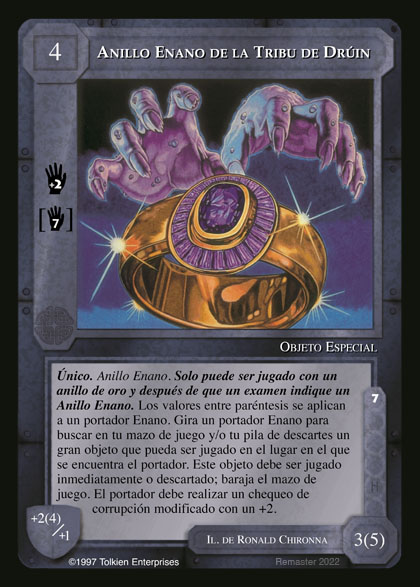 4
Anillo Enano de la Tribu de Drúin
+2
[7]
Objeto Especial
Único. Anillo Enano. Solo puede ser jugado con un
anillo de oro y después de que un examen indique un
Anillo Enano. Los valores entre paréntesis se aplican
a un portador Enano. Gira un portador Enano para
buscar en tu mazo de juego y/o tu pila de descartes un
gran objeto que pueda ser jugado en el lugar en el que
se encuentra el portador. Este objeto debe ser jugado
inmediatamente o descartado; baraja el mazo de
juego. El portador debe realizar un chequeo de
corrupción modificado con un +2.
7
+2(4)/+1
Il. de Ronald Chironna
3(5)
©1997 Tolkien Enterprises
Remaster 2022